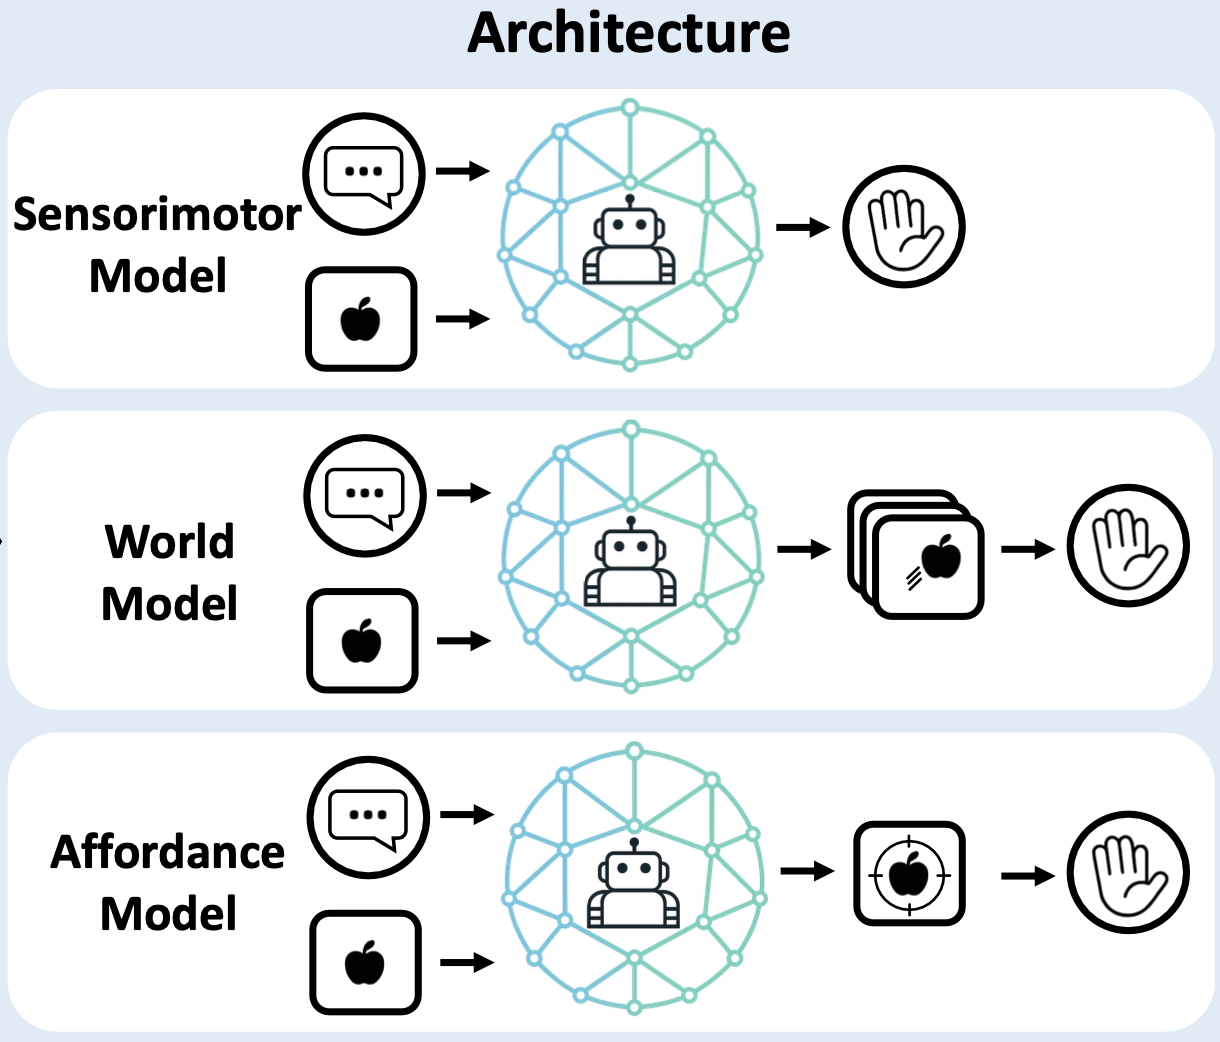 Architecture
Sensorimotor
Model
World
Model
Affordance
Model